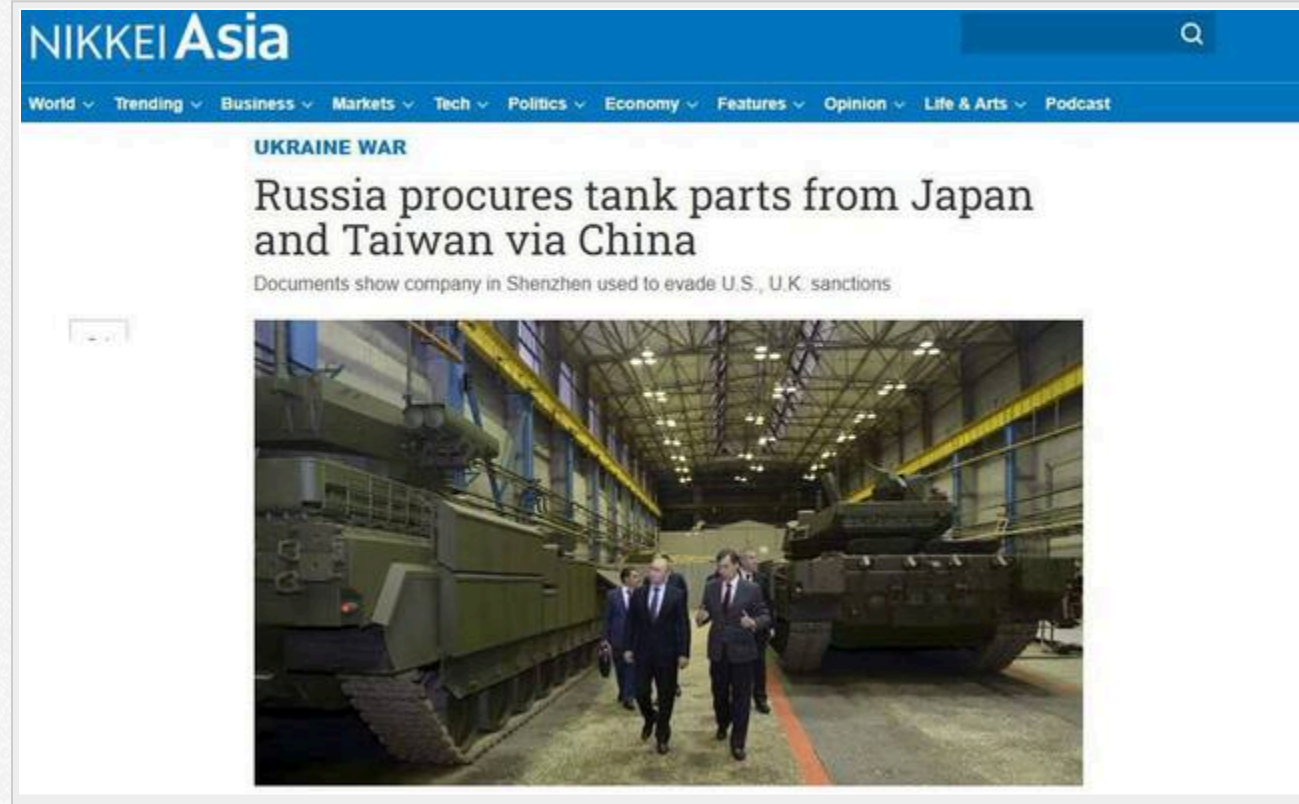 NIKKEI Asia
World Trending Business Markets Tech Politics Economy Features Opinion Life & Arts Podcast
UKRAINE WAR
Russia procures tank parts from Japan
and Taiwan via China
Documents show company in Shenzhen used to evade U.S., U.K. sanctions